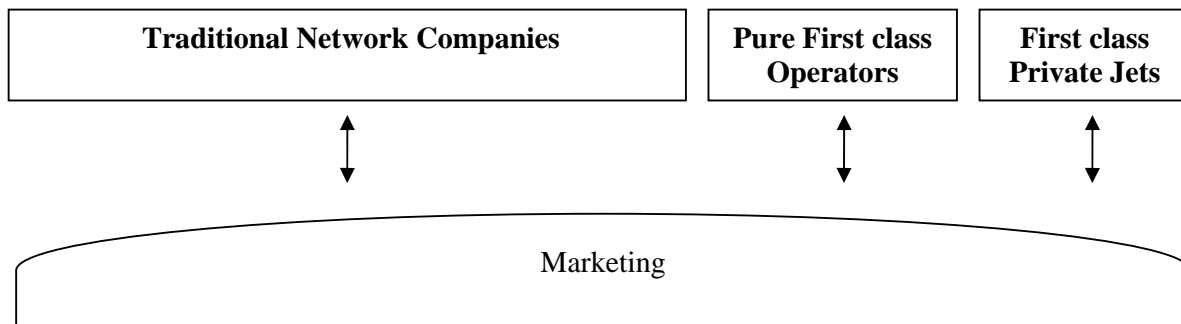 Traditional Network Companies
Pure First class
Operators
First class
Private Jets
Marketing